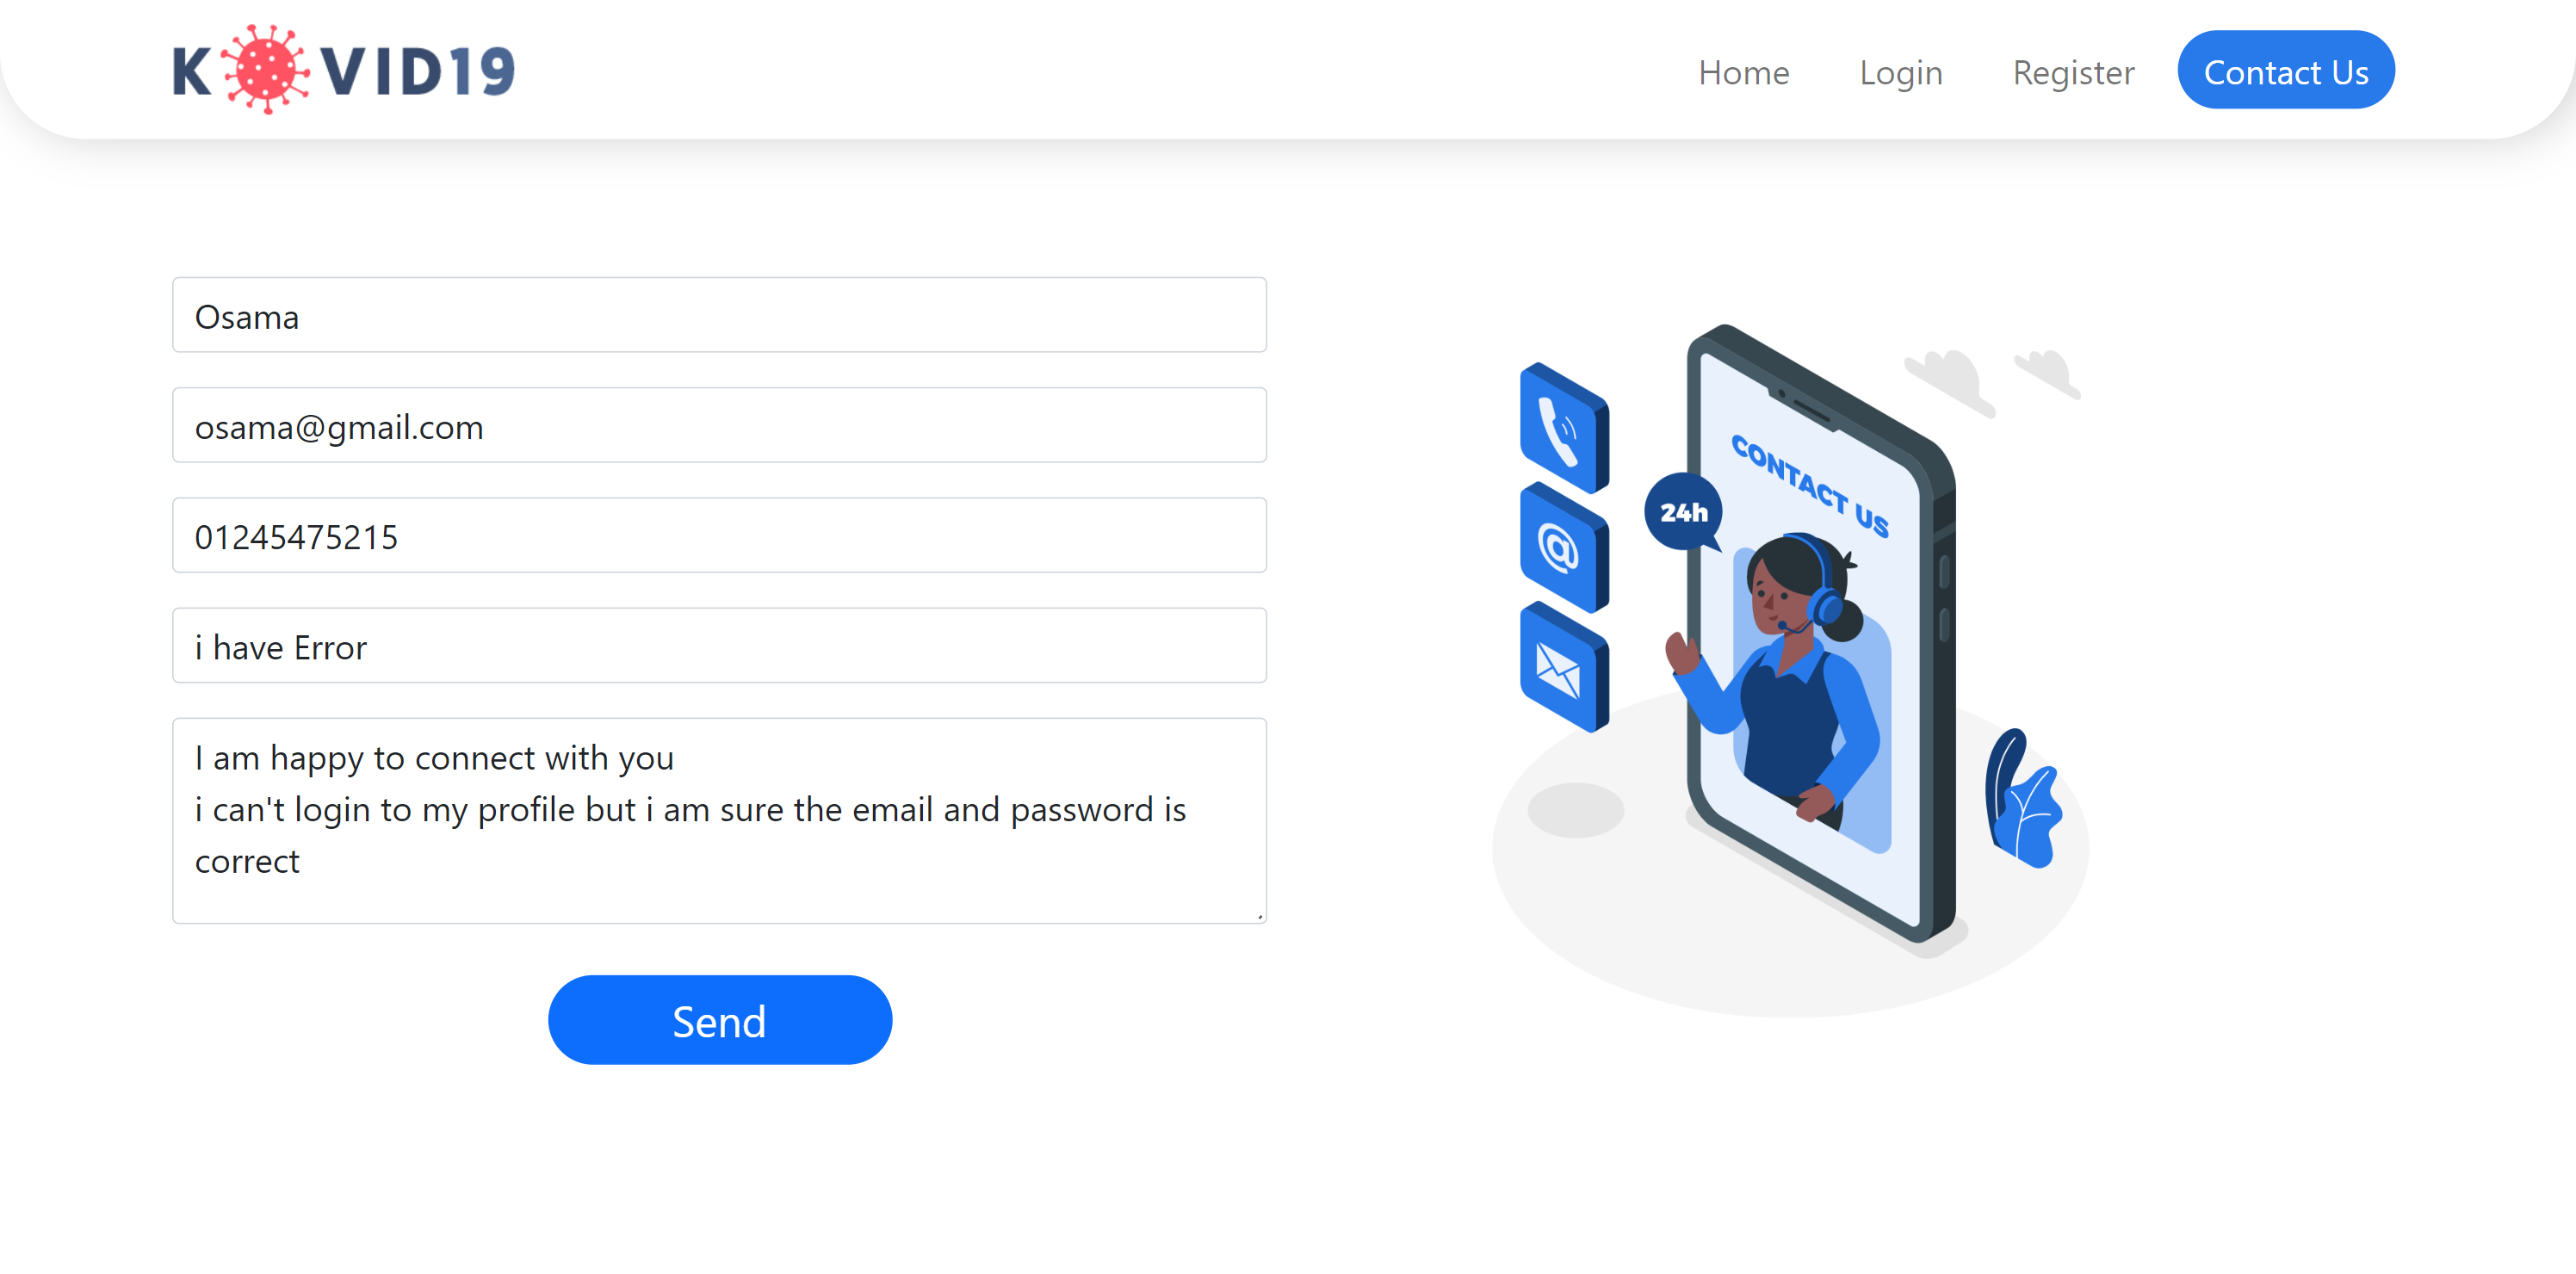 KOVID19
Home Login Register Contact Us
Osama
osama@gmail.com
01245475215
i have Error
I am happy to connect with you
i can't login to my profile but i am sure the email and password is
correct
Send
CONTACT US
24h
@